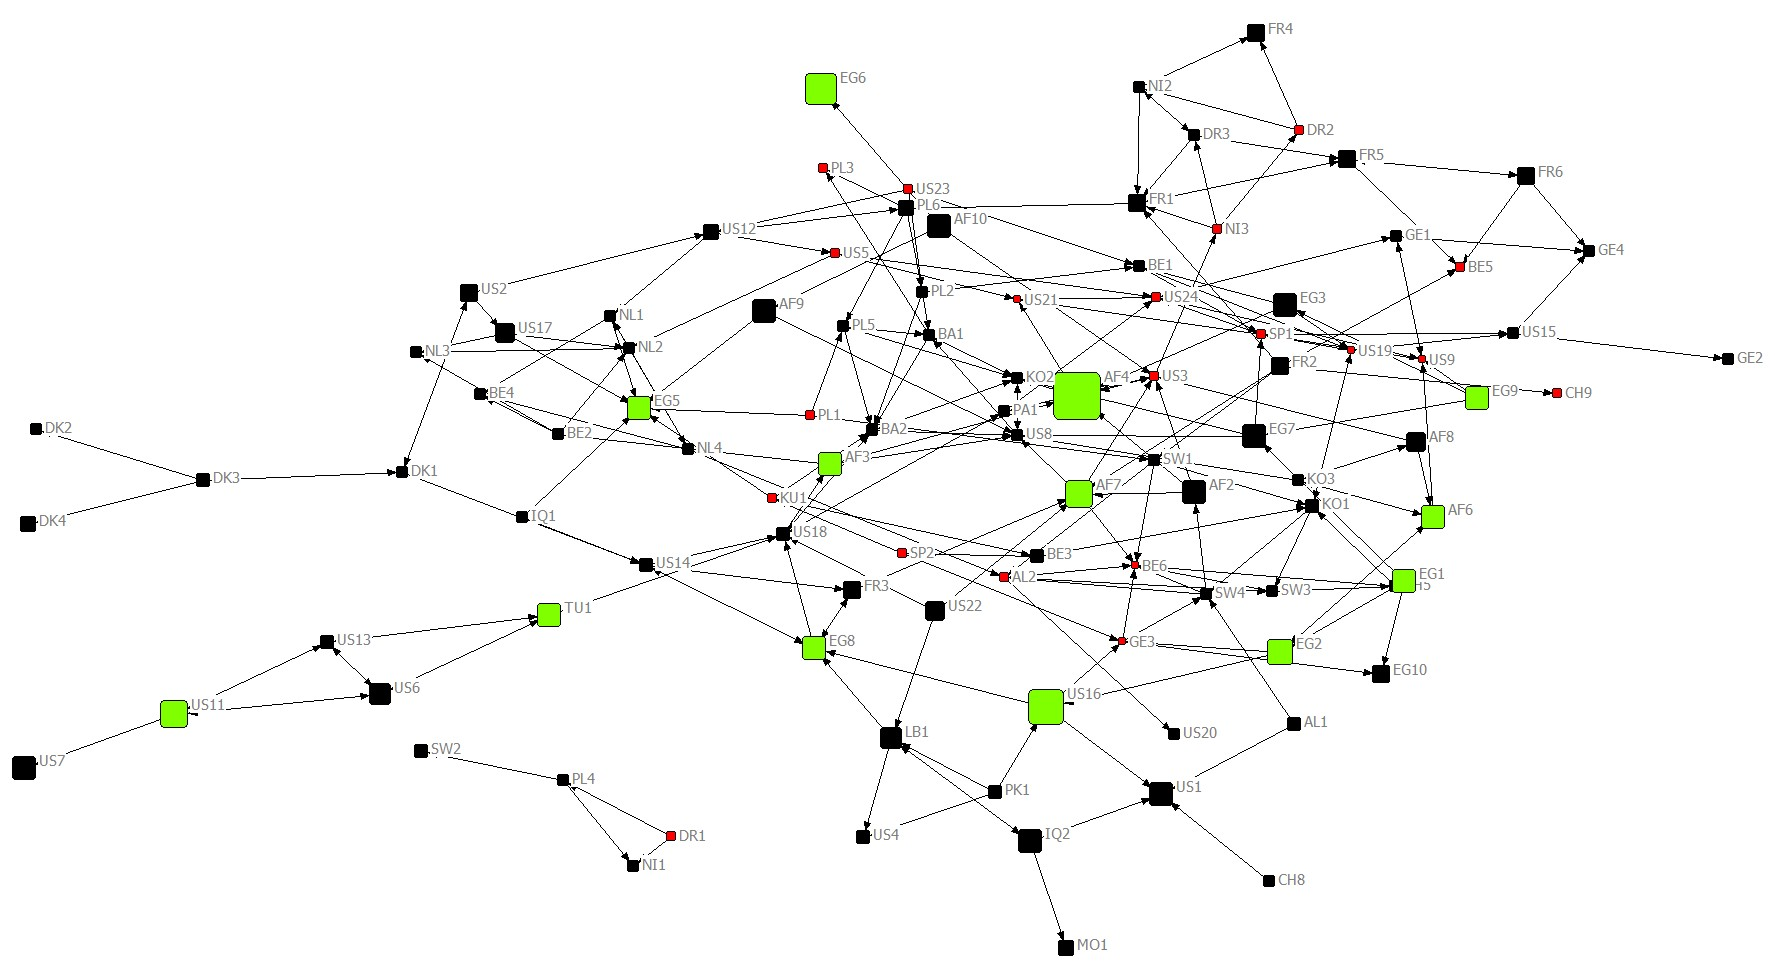 FR4
EG6
NI2
DR2
DR3
FR5
PL3
FR6
US23
PL6
FR1
AF10
US12
NI3
GE1
GE4
US5
BE1
BE5
US2
PL2
US21
US24
EG3
AF9
NL1
US17
PL5
BA1
SP1
US15
NL3
NL2
US19
GE2
US9
FR2
KO2
AF4
US3
BE4
EG9
CH9
EG5
PL1
PA1
DK2
BE2
BA2
US8
EG7
AF8
NL4
AF3
SW1
DK3
DK1
KO3
AF7
AF2
KU1
KO1
AF6
DK4
IQ1
US18
SP2
BE3
US14
BE6
AL2
EG1
H5
FR3
SW4
SW3
TU1
US22
US13
EG8
GE3
EG2
EG10
US6
US11
US16
AL1
LB1
US20
SW2
US7
PL4
PK1
US1
DR1
US4
IQ2
NI1
CH8
MO1